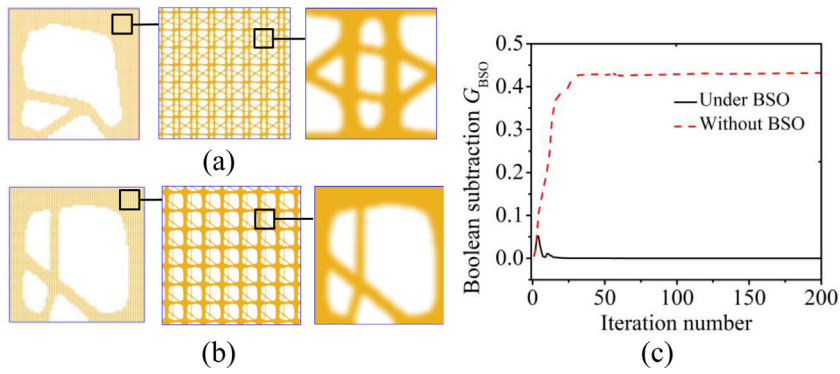 (a)
(b)
Boolean subtraction G_BSO
0.5
0.4
0.3
0.2
0.1
0.0
Under BSO
Without BSO
0 50 100 150 200
Iteration number
(c)